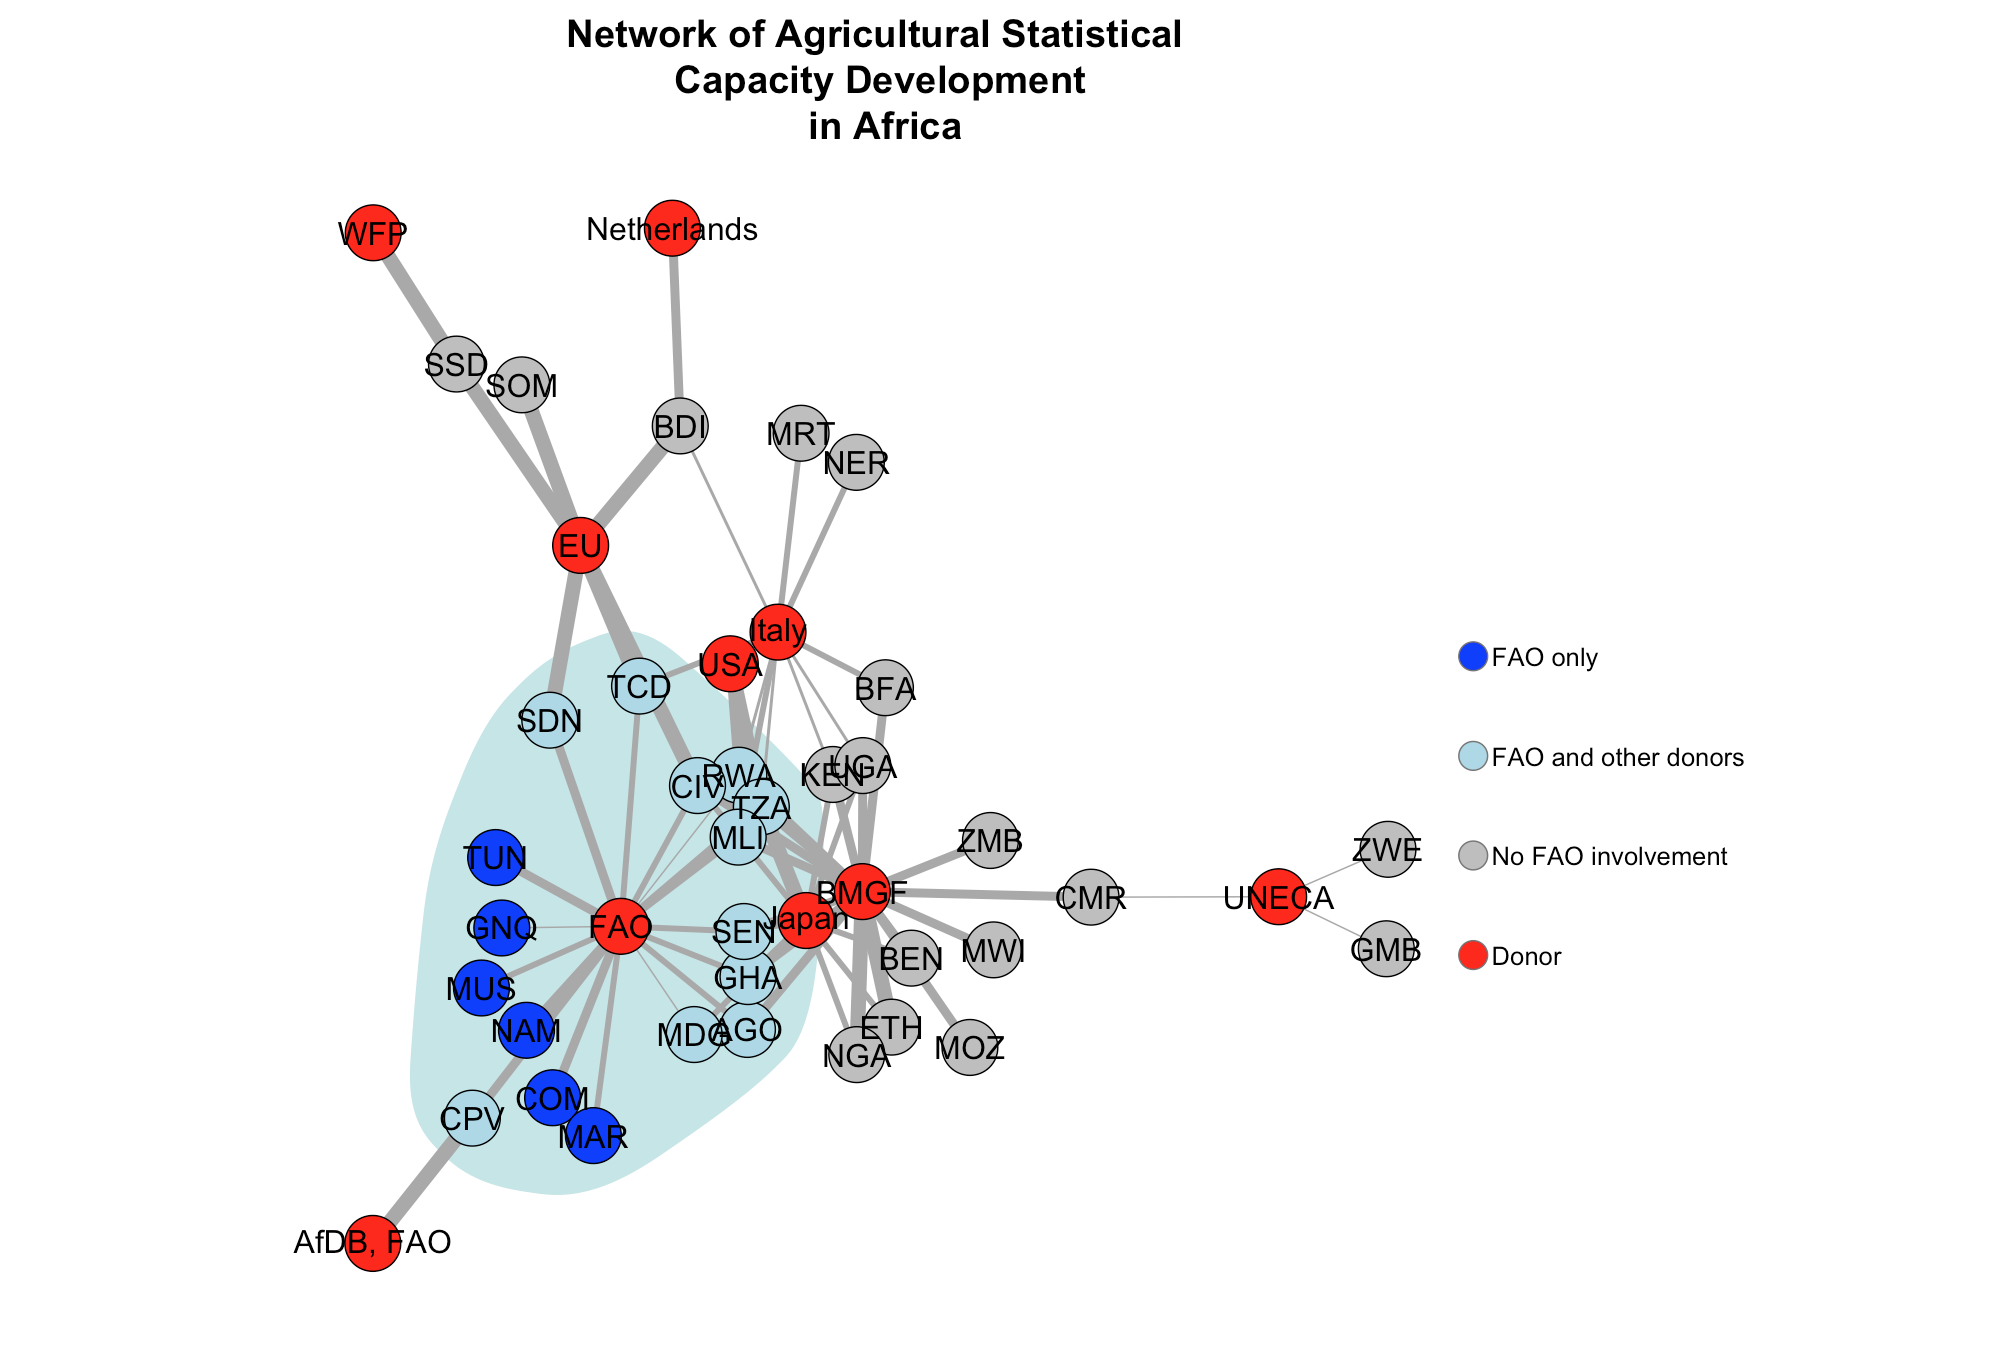 Network of Agricultural Statistical
Capacity Development
in Africa
WFP
Netherlands
SSD
SOM
BDI
MRT
NER
EU
Italy
USA
TCD
BFA
SDN
RWA
KEN
UGA
CIV
TZA
MLI
ZMB
TUN
BMGF
CMR
UNECA
ZWE
GNQ
FAO
SEN
Japan
BEN
MWI
GMB
MUS
GHA
NAM
MDG
AGO
ETH
NGA
MOZ
COM
CPV
MAR
AfDB, FAO
FAO only
FAO and other donors
No FAO involvement
Donor